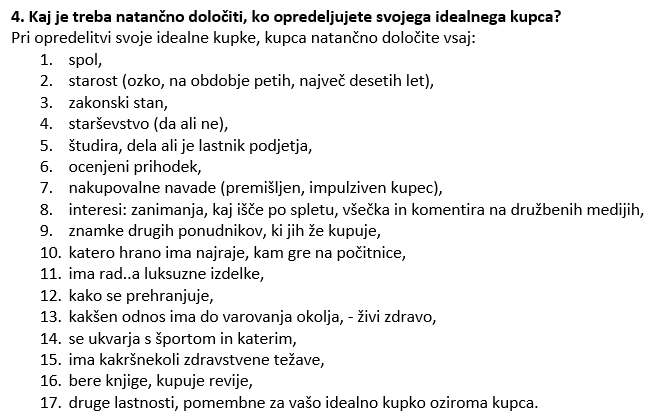 4. Kaj je treba natančno določiti, ko opredeljujete svojega idealnega kupca?
Pri opredelitvi svoje idealne kupke, kupca natančno določite vsaj:
1. spol,
2. starost (ozko, na obdobje petih, največ desetih let),
3. zakonski stan,
4. starševstvo (da ali ne),
5. študira, dela ali je lastnik podjetja,
6. ocenjeni prihodek,
7. nakupovalne navade (premišljen, impulziven kupec),
8. interesi: zanimanja, kaj išče po spletu, všečka in komentira na družbenih medijih,
9. znamke drugih ponudnikov, ki jih že kupuje,
10. katero hrano ima najraje, kam gre na počitnice,
11. ima rad..a luksuzne izdelke,
12. kako se prehranjuje,
13. kakšen odnos ima do varovanja okolja, - živi zdravo,
14. se ukvarja s športom in katerim,
15. ima kakršnekoli zdravstvene težave,
16. bere knjige, kupuje revije,
17. druge lastnosti, pomembne za vašo idealno kupko oziroma kupca.